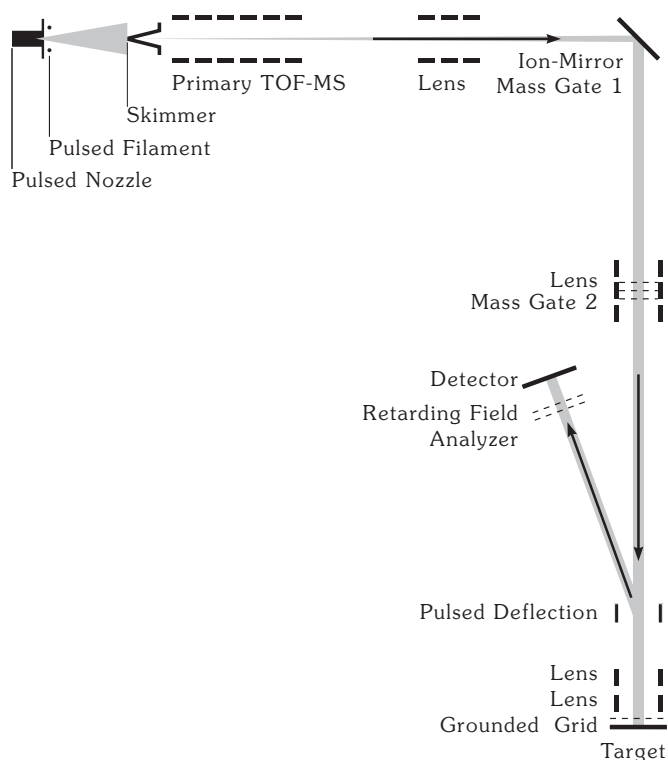 Primary TOF-MS
Lens
Ion-Mirror
Mass Gate 1
Skimmer
Pulsed Filament
Pulsed Nozzle
Lens
Mass Gate 2
Detector
Retarding Field
Analyzer
Pulsed Deflection
Lens
Lens
Grounded Grid
Target